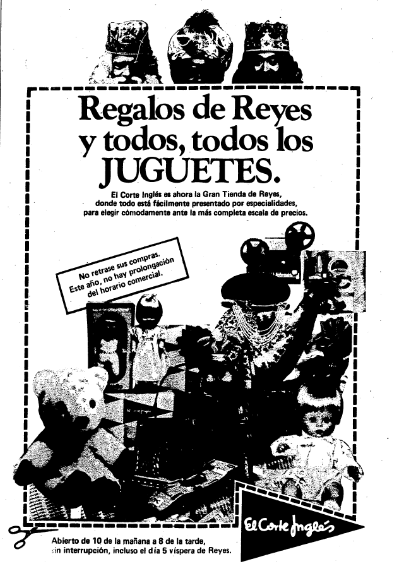 Regalos de Reyes
y todos, todos los
JUGUETES.
El Corte Inglés es ahora la Gran Tienda de Reyes,
donde todo está fácilmente presentado por especialidades,
para elegir cómodamente ante la más completa escala de precios.
No retrase sus compras.
Este año, no hay prolongación
del horario comercial.
El Corte Inglés
Abierto de 10 de la mañana a 8 de la tarde,
sin interrupción, incluso el día 5 víspera de Reyes.